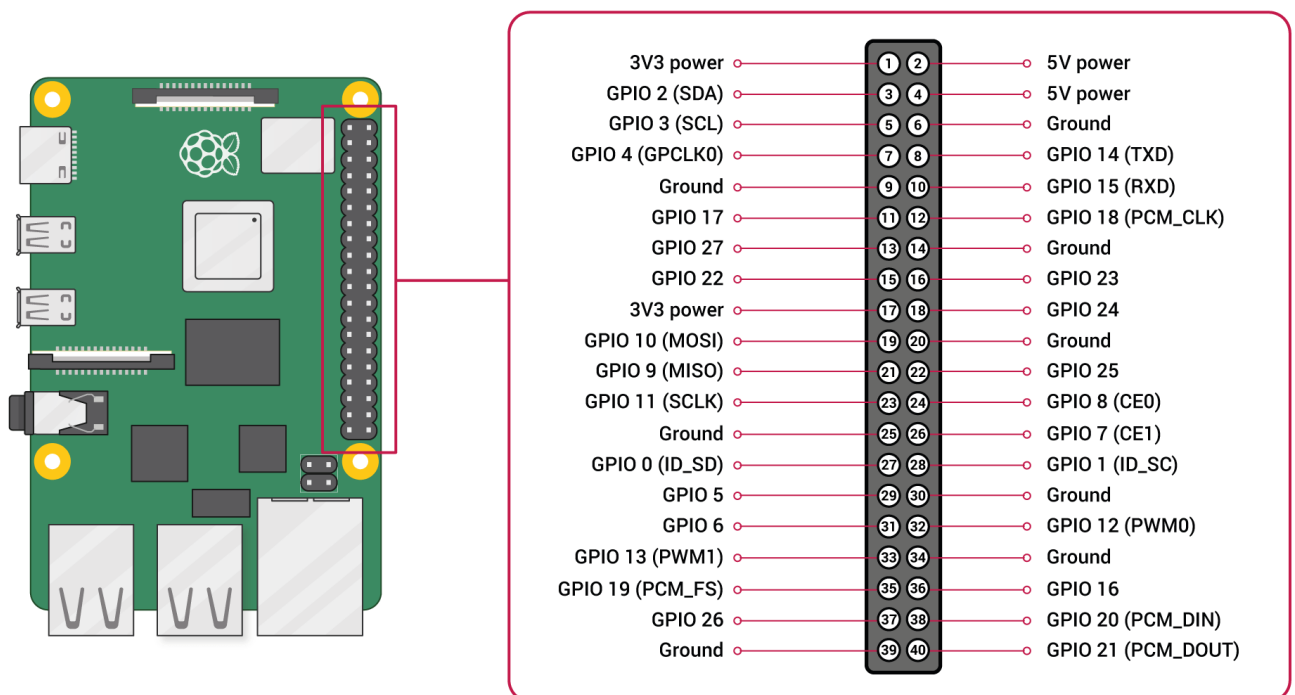 3V3 power 1 2 5V power
GPIO 2 (SDA) 3 4 5V power
GPIO 3 (SCL) 5 6 Ground
GPIO 4 (GPCLK0) 7 8 GPIO 14 (TXD)
Ground 9 10 GPIO 15 (RXD)
GPIO 17 11 12 GPIO 18 (PCM_CLK)
GPIO 27 13 14 Ground
GPIO 22 15 16 GPIO 23
3V3 power 17 18 GPIO 24
GPIO 10 (MOSI) 19 20 Ground
GPIO 9 (MISO) 21 22 GPIO 25
GPIO 11 (SCLK) 23 24 GPIO 8 (CE0)
Ground 25 26 GPIO 7 (CE1)
GPIO 0 (ID_SD) 27 28 GPIO 1 (ID_SC)
GPIO 5 29 30 Ground
GPIO 6 31 32 GPIO 12 (PWM0)
GPIO 13 (PWM1) 33 34 Ground
GPIO 19 (PCM_FS) 35 36 GPIO 16
GPIO 26 37 38 GPIO 20 (PCM_DIN)
Ground 39 40 GPIO 21 (PCM_DOUT)